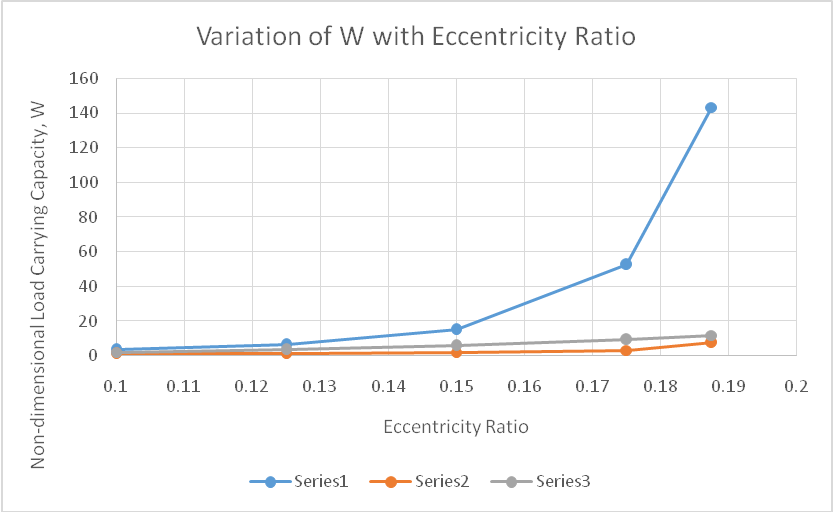 Variation of W with Eccentricity Ratio
Non-dimensional Load Carrying Capacity, W
160
140
120
100
80
60
40
20
0
0.1 0.11 0.12 0.13 0.14 0.15 0.16 0.17 0.18 0.19 0.2
Eccentricity Ratio
Series1 Series2 Series3